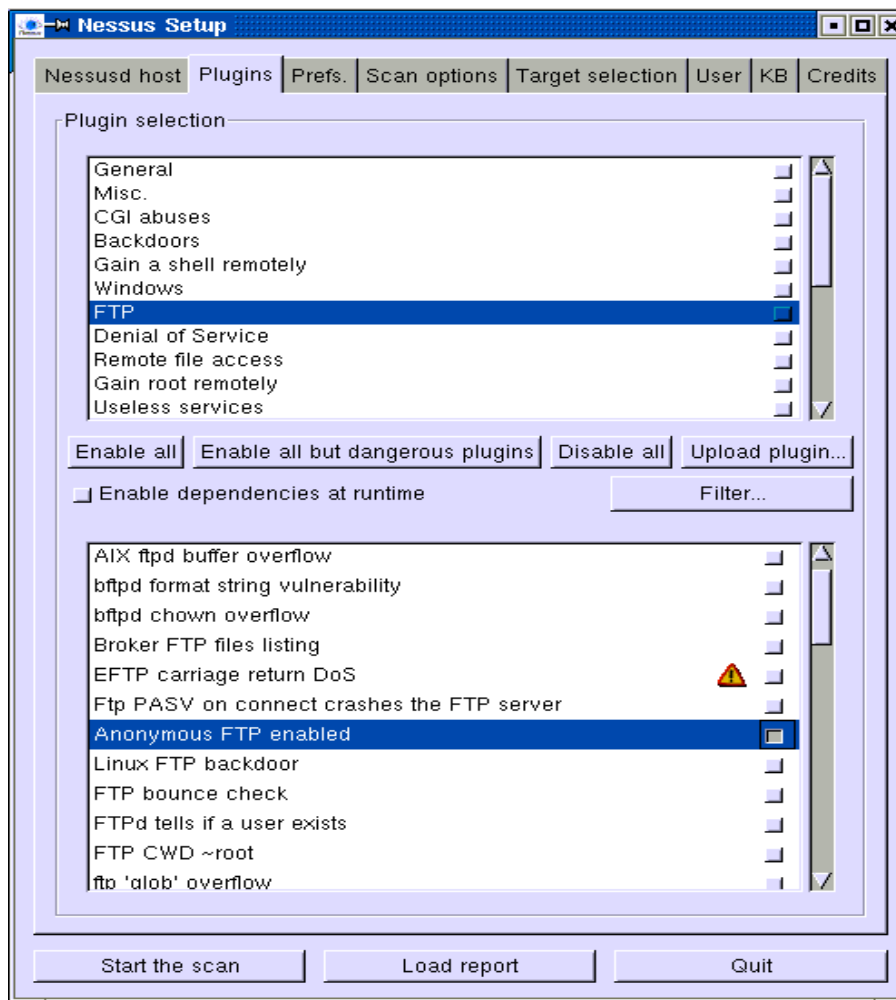 Nessus Setup
Nessusd host Plugins Prefs. Scan options Target selection User KB Credits
Plugin selection
General
Misc.
CGI abuses
Backdoors
Gain a shell remotely
Windows
FTP
Denial of Service
Remote file access
Gain root remotely
Useless services
Enable all Enable all but dangerous plugins Disable all Upload plugin...
Enable dependencies at runtime Filter...
AIX ftpd buffer overflow
bftpd format string vulnerability
bftpd chown overflow
Broker FTP files listing
EFTP carriage return DoS
Ftp PASV on connect crashes the FTP server
Anonymous FTP enabled
Linux FTP backdoor
FTP bounce check
FTPd tells if a user exists
FTP CWD ~root
ftp 'glob' overflow
Start the scan Load report Quit